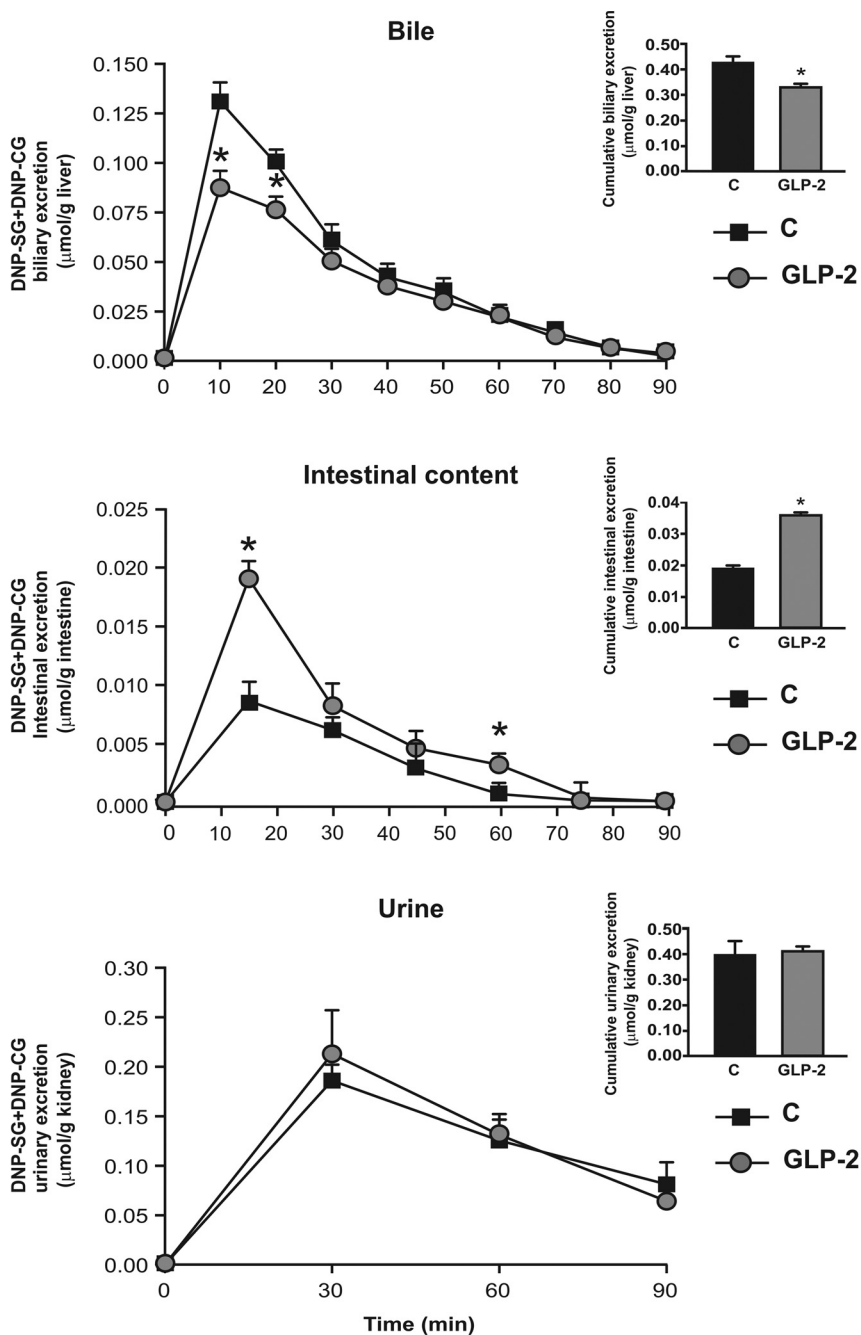 Bile
DNP-SG+DNP-CG
biliary excretion
(μmol/g liver)
0.150
0.125
0.100
0.075
0.050
0.025
0.000
*
*
0 10 20 30 40 50 60 70 80 90
Cumulative biliary excretion
(μmol/g liver)
0.50
0.40
0.30
0.20
0.10
0.00
*
C GLP-2
C
GLP-2
Intestinal content
DNP-SG+DNP-CG
Intestinal excretion
(μmol/g intestine)
0.025
0.020
0.015
0.010
0.005
0.000
*
*
0 10 20 30 40 50 60 70 80 90
Cumulative intestinal excretion
(μmol/g intestine)
0.04
0.03
0.02
0.01
0.00
*
C GLP-2
C
GLP-2
Urine
DNP-SG+DNP-CG
urinary excretion
(μmol/g kidney)
0.30
0.25
0.20
0.15
0.10
0.05
0.00
0 30 60 90
Time (min)
Cumulative urinary excretion
(μmol/g kidney)
0.50
0.40
0.30
0.20
0.10
0.00
C GLP-2
C
GLP-2